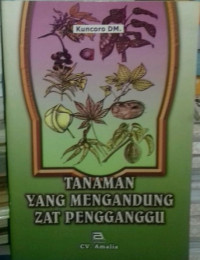 Kuncoro DM.
TANAMAN
YANG MENGANDUNG
ZAT PENGGANGGU
CV Amalia